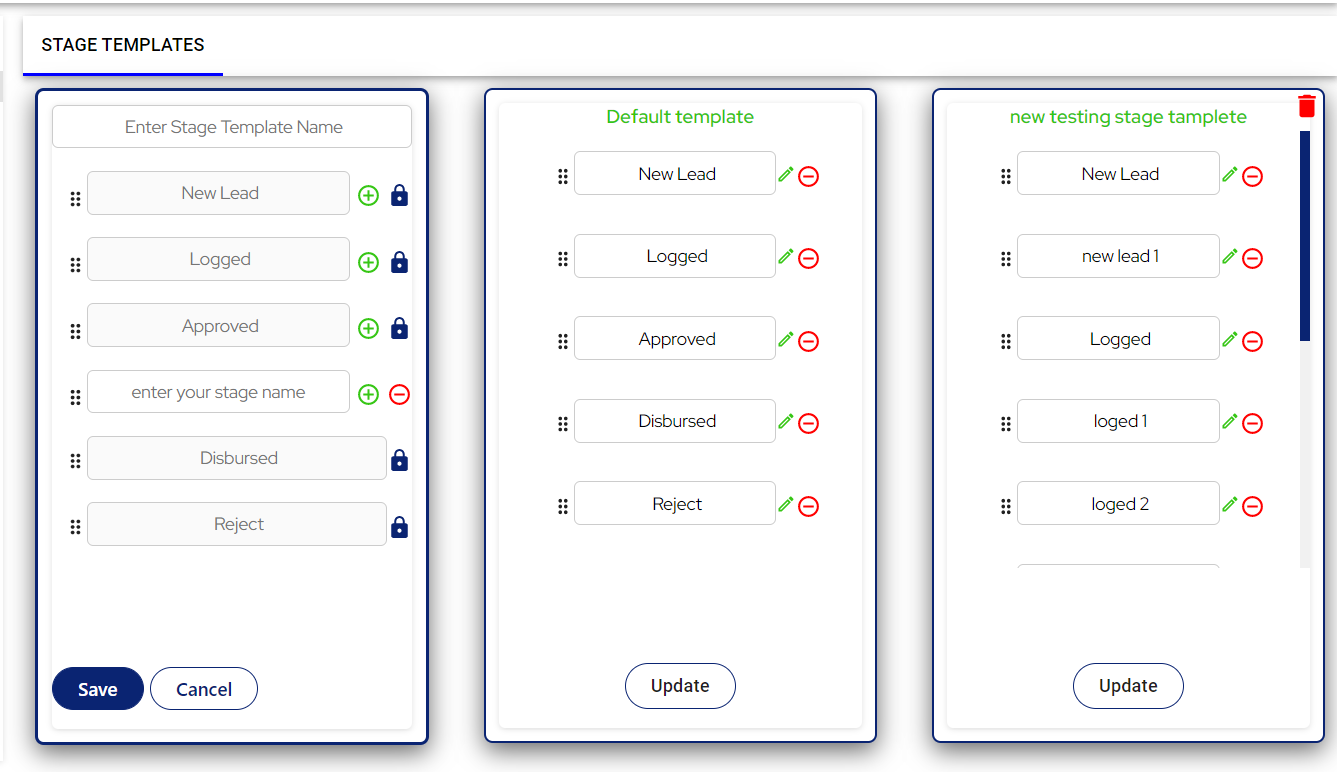 STAGE TEMPLATES
Enter Stage Template Name
New Lead
Logged
Approved
enter your stage name
Disbursed
Reject
Save
Cancel
Default template
New Lead
Logged
Approved
Disbursed
Reject
Update
new testing stage tamplete
New Lead
new lead 1
Logged
loged 1
loged 2
Update